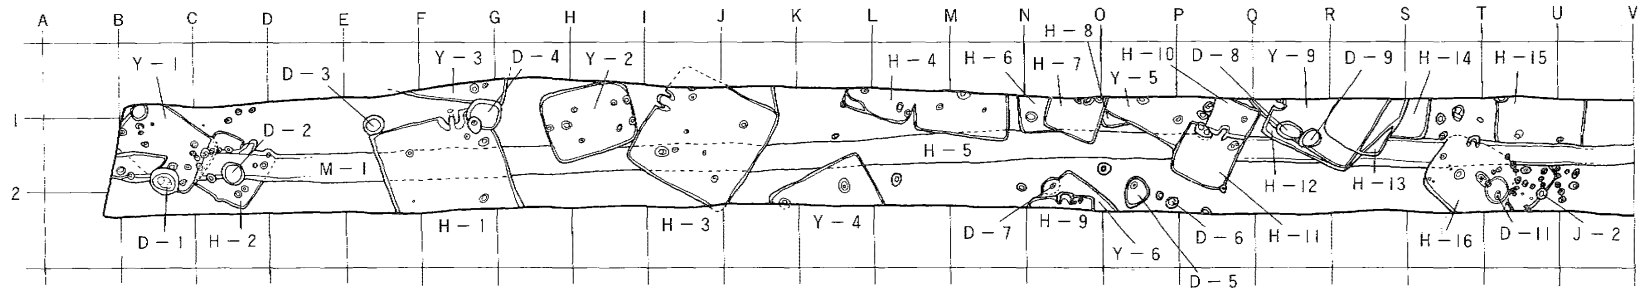 A B C D E F G H I J K L M N O P Q R S T U V
H-8
Y-3 D-4 Y-2 H-10 D-8 Y-9 D-9 H-14 H-15
Y-1 D-3 H-4 H-6 H-7 Y-5
1
D-2
M-1 H-5
H-12 H-13
2
D-1 H-2 H-1 H-3 Y-4 D-7 H-9 Y-6 D-6 H-11 H-16 D-11 J-2
D-5